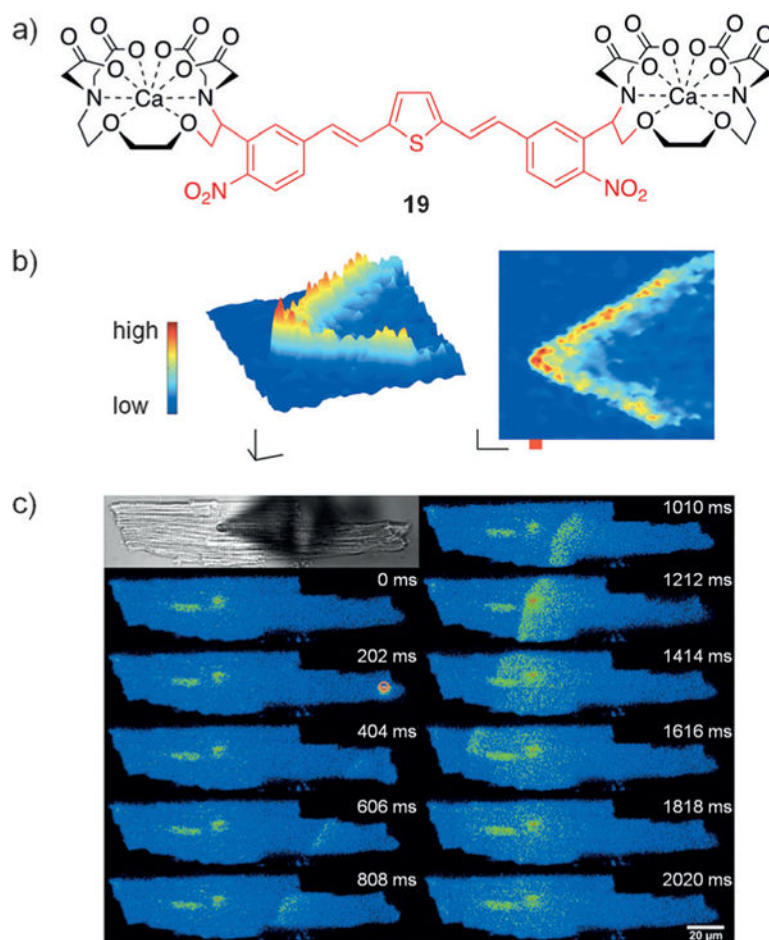 a)
O O O O O O O O
O O O O
N Ca N N Ca N
O O O O
S
O₂N NO₂
19
b)
high
low
c)
1010 ms
0 ms 1212 ms
202 ms 1414 ms
404 ms 1616 ms
606 ms 1818 ms
808 ms 2020 ms
20 µm